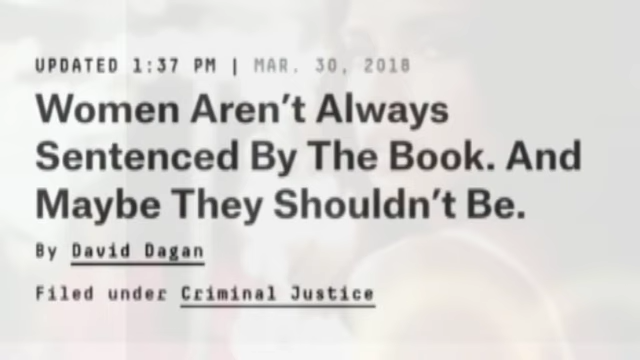 UPDATED 1:37 PM | MAR. 30, 2018
Women Aren't Always
Sentenced By The Book. And
Maybe They Shouldn't Be.
By David Dagan
Filed under Criminal Justice